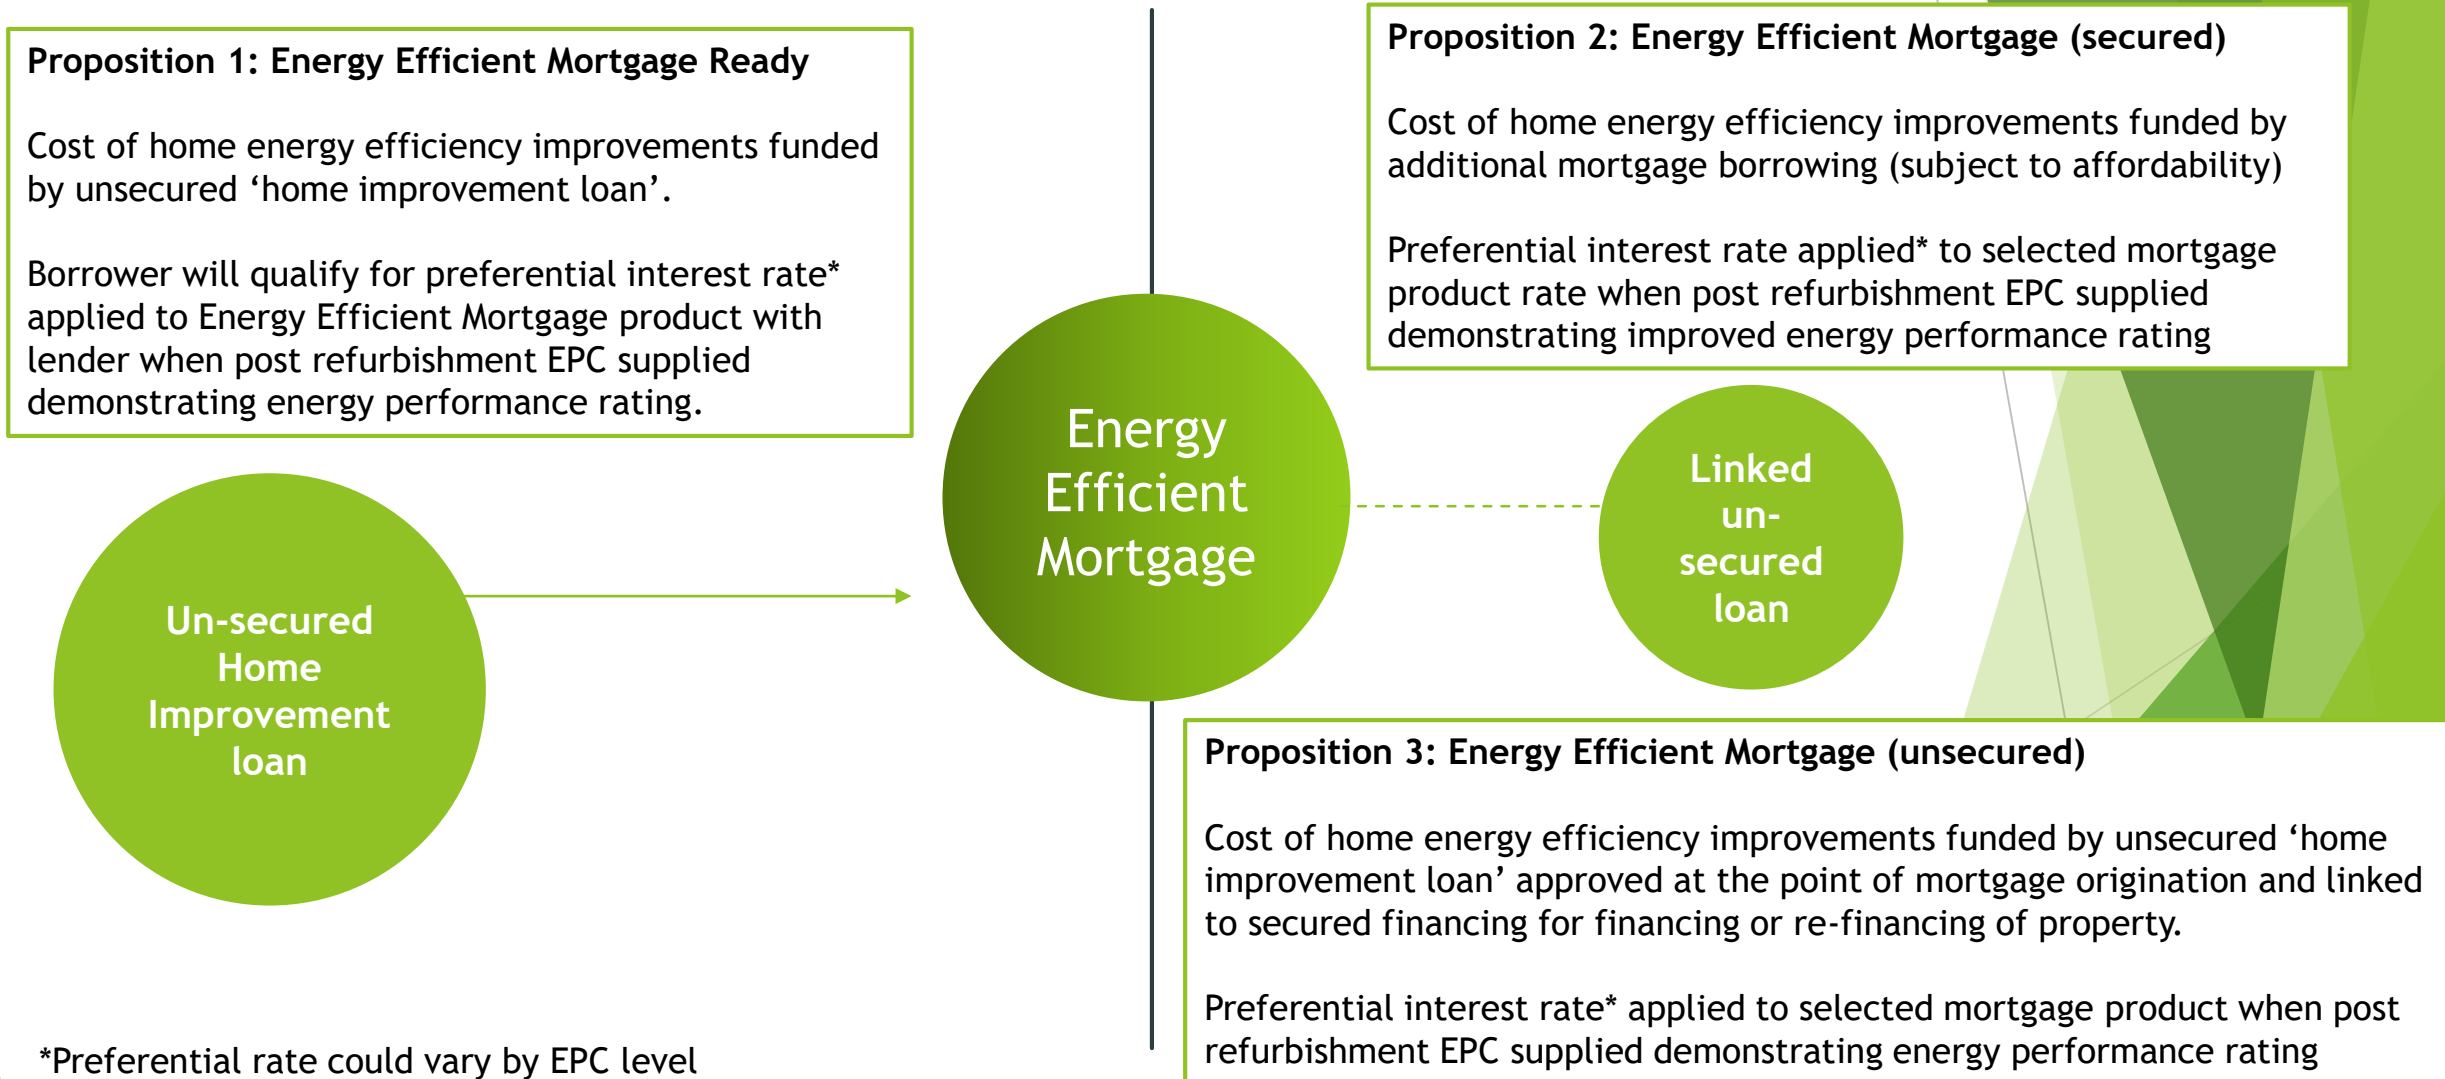 Proposition 1: Energy Efficient Mortgage Ready
Cost of home energy efficiency improvements funded
by unsecured ‘home improvement loan’.
Borrower will qualify for preferential interest rate*
applied to Energy Efficient Mortgage product with
lender when post refurbishment EPC supplied
demonstrating energy performance rating.
Proposition 2: Energy Efficient Mortgage (secured)
Cost of home energy efficiency improvements funded by
additional mortgage borrowing (subject to affordability)
Preferential interest rate applied* to selected mortgage
product rate when post refurbishment EPC supplied
demonstrating improved energy performance rating
Energy
Efficient
Mortgage
Linked
un-
secured
loan
Un-secured
Home
Improvement
loan
Proposition 3: Energy Efficient Mortgage (unsecured)
Cost of home energy efficiency improvements funded by unsecured ‘home
improvement loan’ approved at the point of mortgage origination and linked
to secured financing for financing or re-financing of property.
Preferential interest rate* applied to selected mortgage product when post
refurbishment EPC supplied demonstrating energy performance rating
*Preferential rate could vary by EPC level